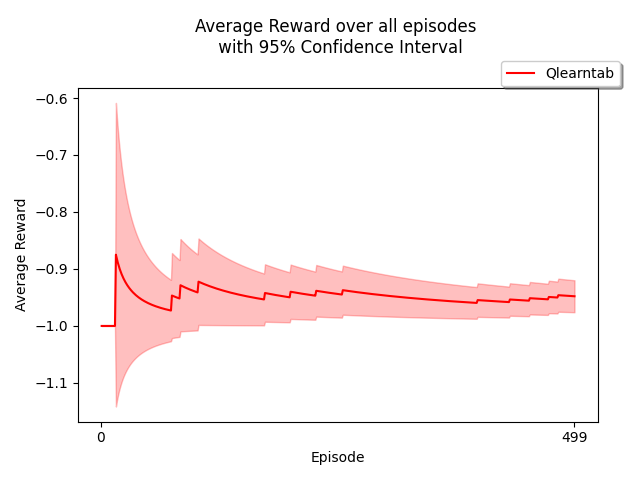 Average Reward over all episodes
with 95% Confidence Interval
Qlearntab
−0.6
−0.7
−0.8
−0.9
−1.0
−1.1
Average Reward
0
499
Episode